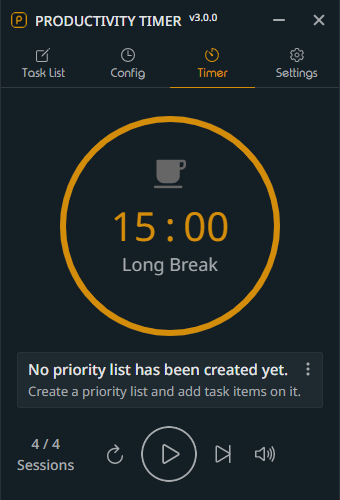 P PRODUCTIVITY TIMER v3.0.0
Task List Config Timer Settings
15 : 00
Long Break
No priority list has been created yet.
Create a priority list and add task items on it.
4 / 4
Sessions